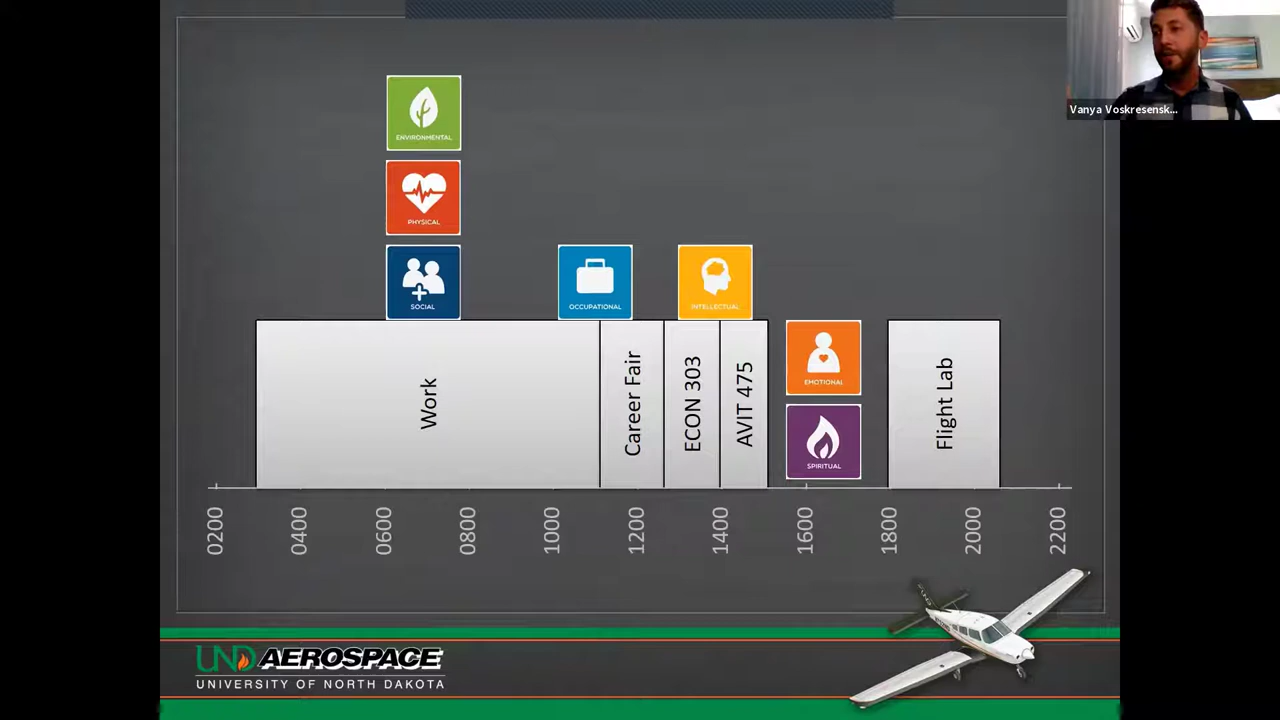 Vanya Voskresensk...
ENVIRONMENTAL
PHYSICAL
SOCIAL
OCCUPATIONAL
INTELLECTUAL
EMOTIONAL
SPIRITUAL
Work
Career Fair
ECON 303
AVIT 475
Flight Lab
0200
0400
0600
0800
1000
1200
1400
1600
1800
2000
2200
UND AEROSPACE
UNIVERSITY OF NORTH DAKOTA